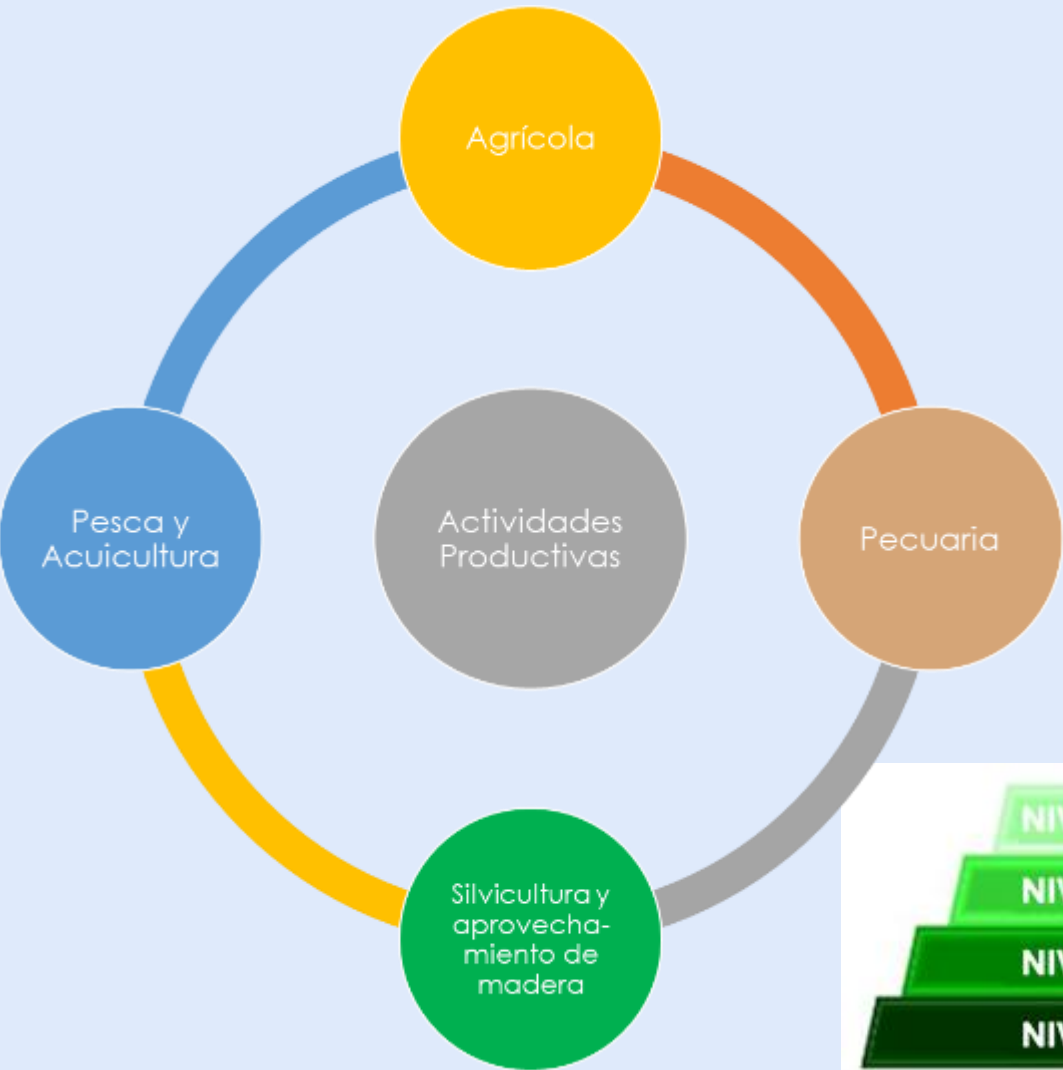 Agrícola
Pesca y
Acuicultura
Actividades
Productivas
Pecuaria
Silvicultura y
aprovecha-
miento de
madera